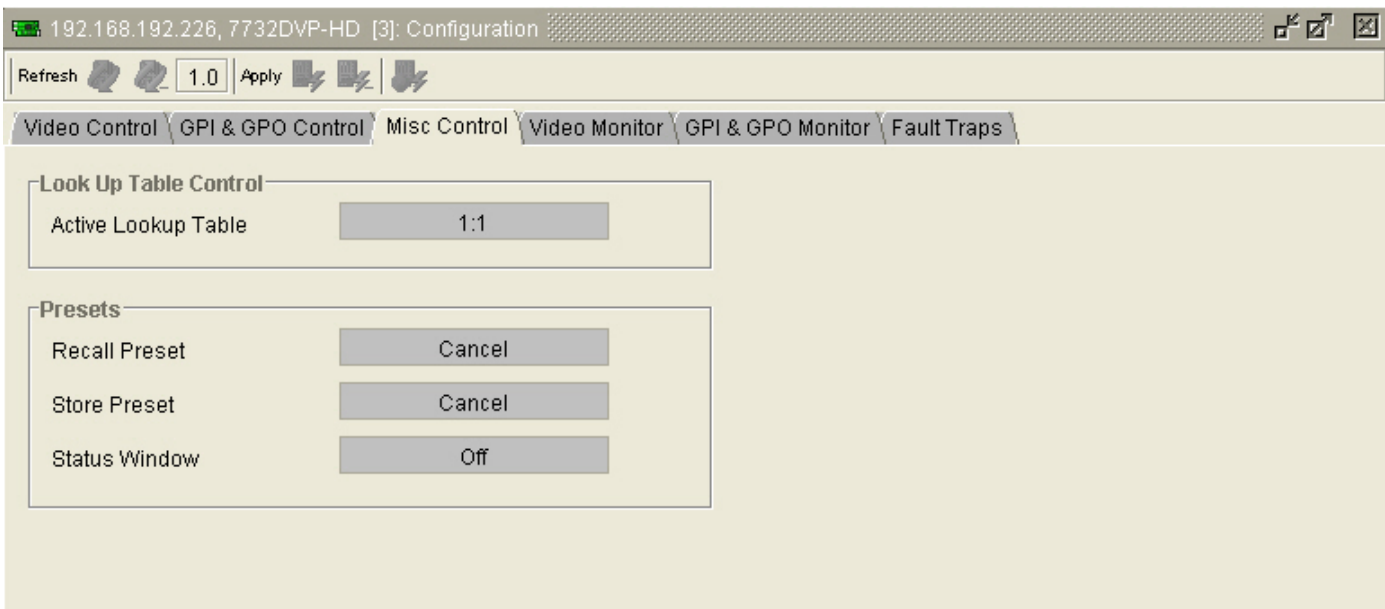 192.168.192.226, 7732DVP-HD [3]: Configuration
Refresh 1.0 Apply
Video Control GPI & GPO Control Misc Control Video Monitor GPI & GPO Monitor Fault Traps
Look Up Table Control
Active Lookup Table 1:1
Presets
Recall Preset Cancel
Store Preset Cancel
Status Window Off